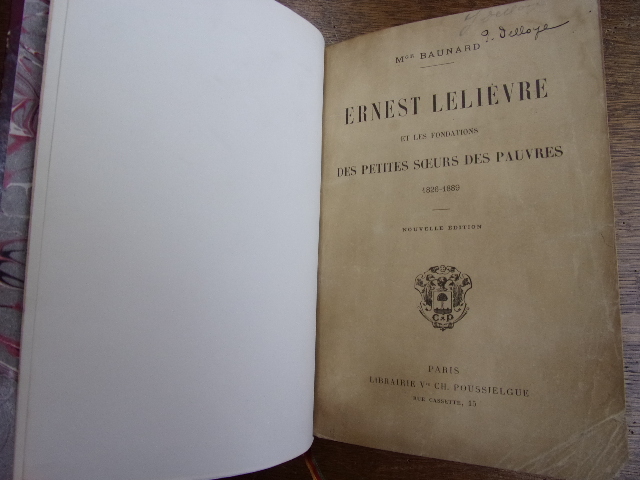 Mgr BAUNARD
ERNEST LELIÈVRE
ET LES FONDATIONS
DES PETITES SŒURS DES PAUVRES
1826-1889
NOUVELLE ÉDITION
C P
PARIS
LIBRAIRIE Vve CH. POUSSIELGUE
RUE CASSETTE, 15